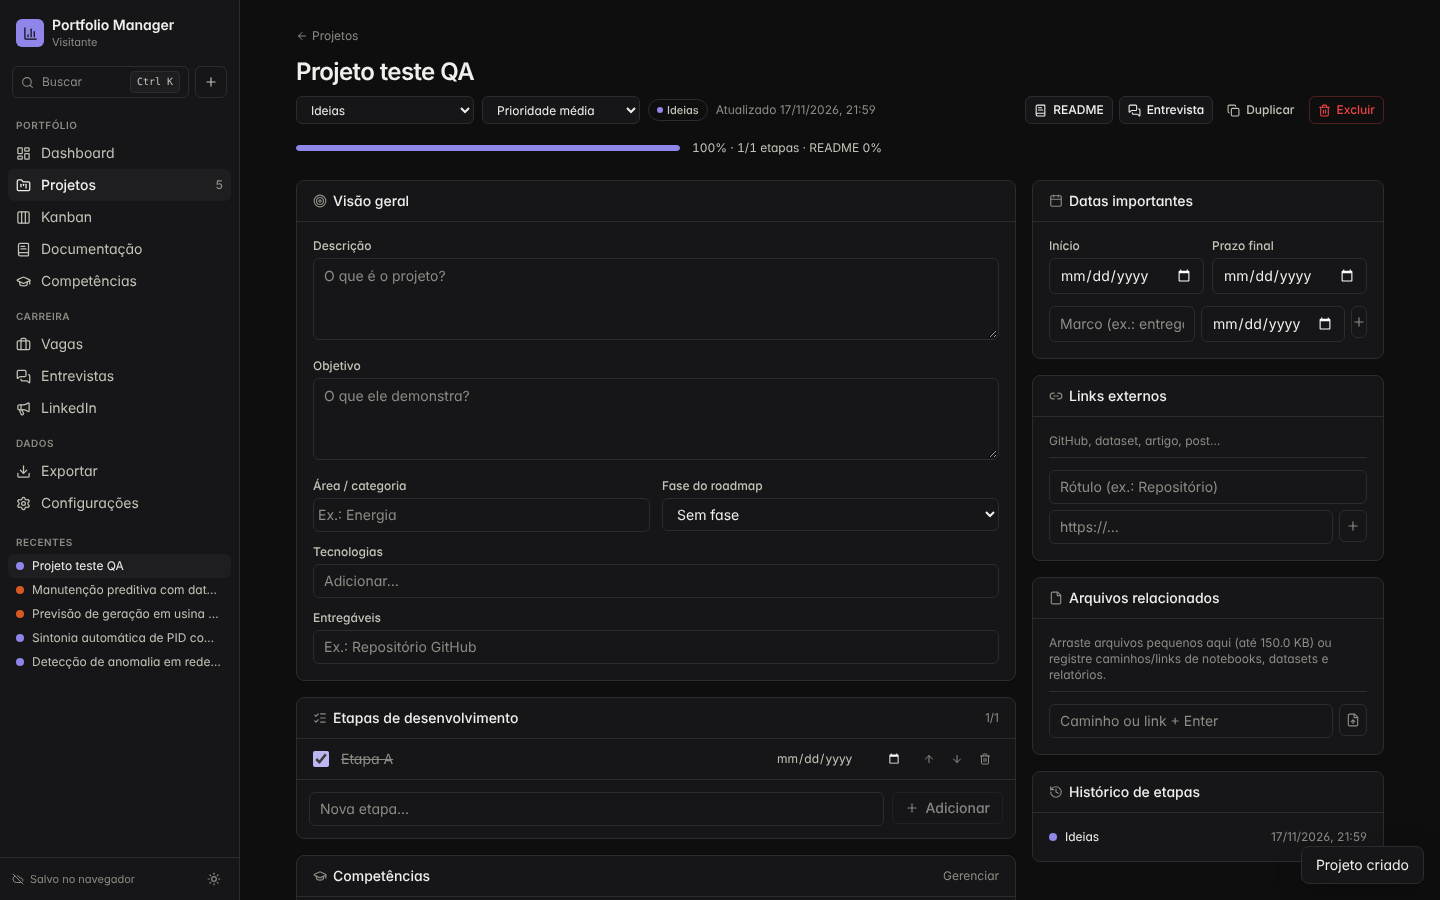 Portfolio Manager
Visitante
Buscar
Ctrl K
PORTFÓLIO
Dashboard
Projetos
5
Kanban
Documentação
Competências
CARREIRA
Vagas
Entrevistas
LinkedIn
DADOS
Exportar
Configurações
RECENTES
Projeto teste QA
Manutenção preditiva com dat...
Previsão de geração em usina ...
Sintonia automática de PID co...
Detecção de anomalia em rede...
Salvo no navegador
← Projetos
Projeto teste QA
Ideias
Prioridade média
Ideias
Atualizado 17/11/2026, 21:59
README
Entrevista
Duplicar
Excluir
100% · 1/1 etapas · README 0%
Visão geral
Descrição
O que é o projeto?
Objetivo
O que ele demonstra?
Área / categoria
Fase do roadmap
Ex.: Energia
Sem fase
Tecnologias
Adicionar...
Entregáveis
Ex.: Repositório GitHub
Etapas de desenvolvimento
1/1
Etapa A
mm/dd/yyyy
Nova etapa...
Adicionar
Competências
Gerenciar
Datas importantes
Início
Prazo final
mm/dd/yyyy
mm/dd/yyyy
Marco (ex.: entreg
mm/dd/yyyy
Links externos
GitHub, dataset, artigo, post...
Rótulo (ex.: Repositório)
https://...
Arquivos relacionados
Arraste arquivos pequenos aqui (até 150.0 KB) ou
registre caminhos/links de notebooks, datasets e
relatórios.
Caminho ou link + Enter
Histórico de etapas
Ideias
17/11/2026, 21:59
Projeto criado